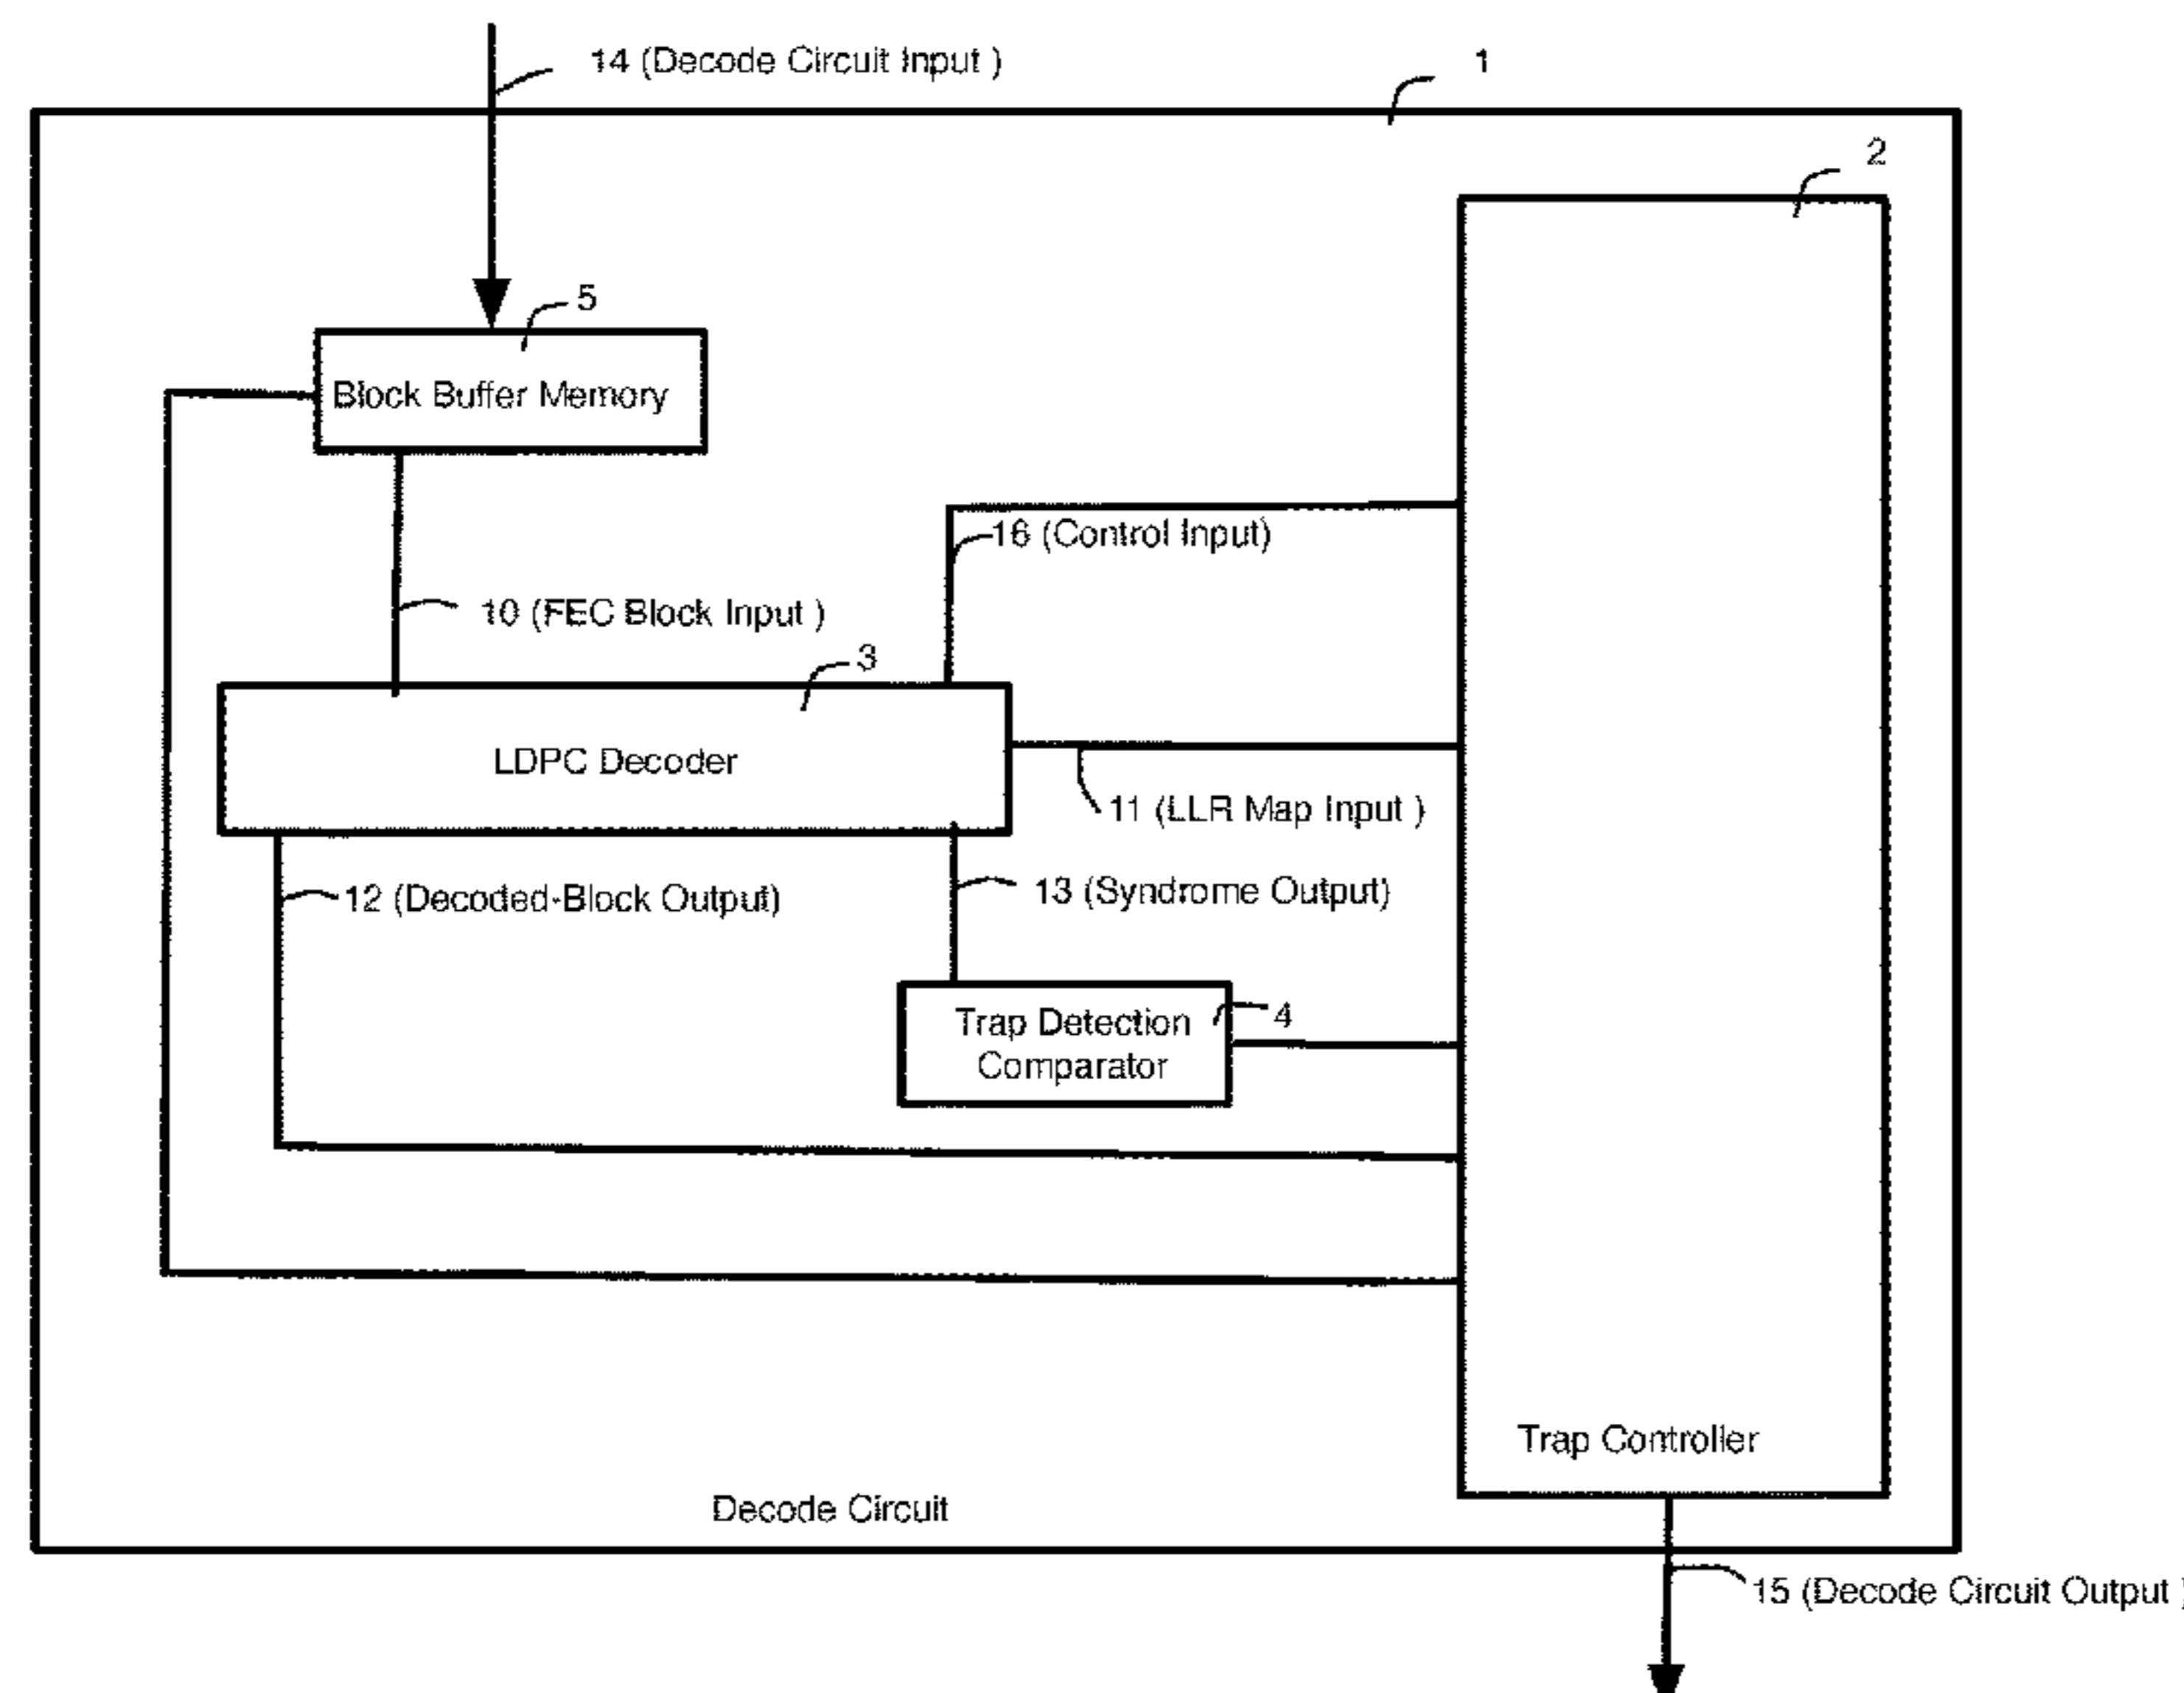 14 (Decode Circuit Input )
1
2
5
Block Buffer Memory
16 (Control Input)
10 (FEC Block Input )
3
LDPC Decoder
11 (LLR Map Input )
12 (Decoded-Block Output)
13 (Syndrome Output)
4
Trap Detection
Comparator
Trap Controller
Decode Circuit
15 (Decode Circuit Output )